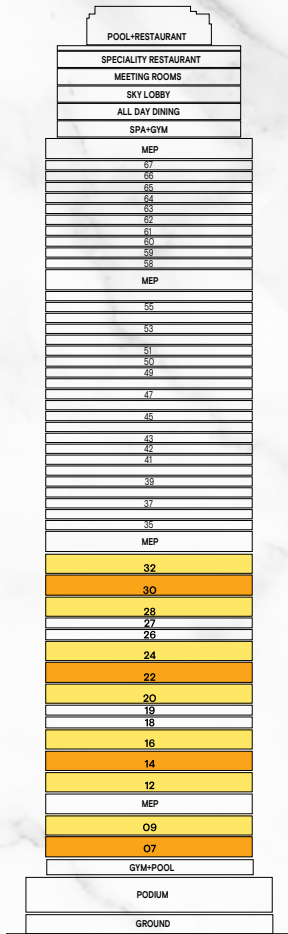 POOL+RESTAURANT
SPECIALITY RESTAURANT
MEETING ROOMS
SKY LOBBY
ALL DAY DINING
SPA+GYM
MEP
67
66
65
64
63
62
61
60
59
58
MEP
55
53
51
50
49
47
45
43
42
41
39
37
35
MEP
32
30
28
27
26
24
22
20
19
18
16
14
12
MEP
09
07
GYM+POOL
PODIUM
GROUND